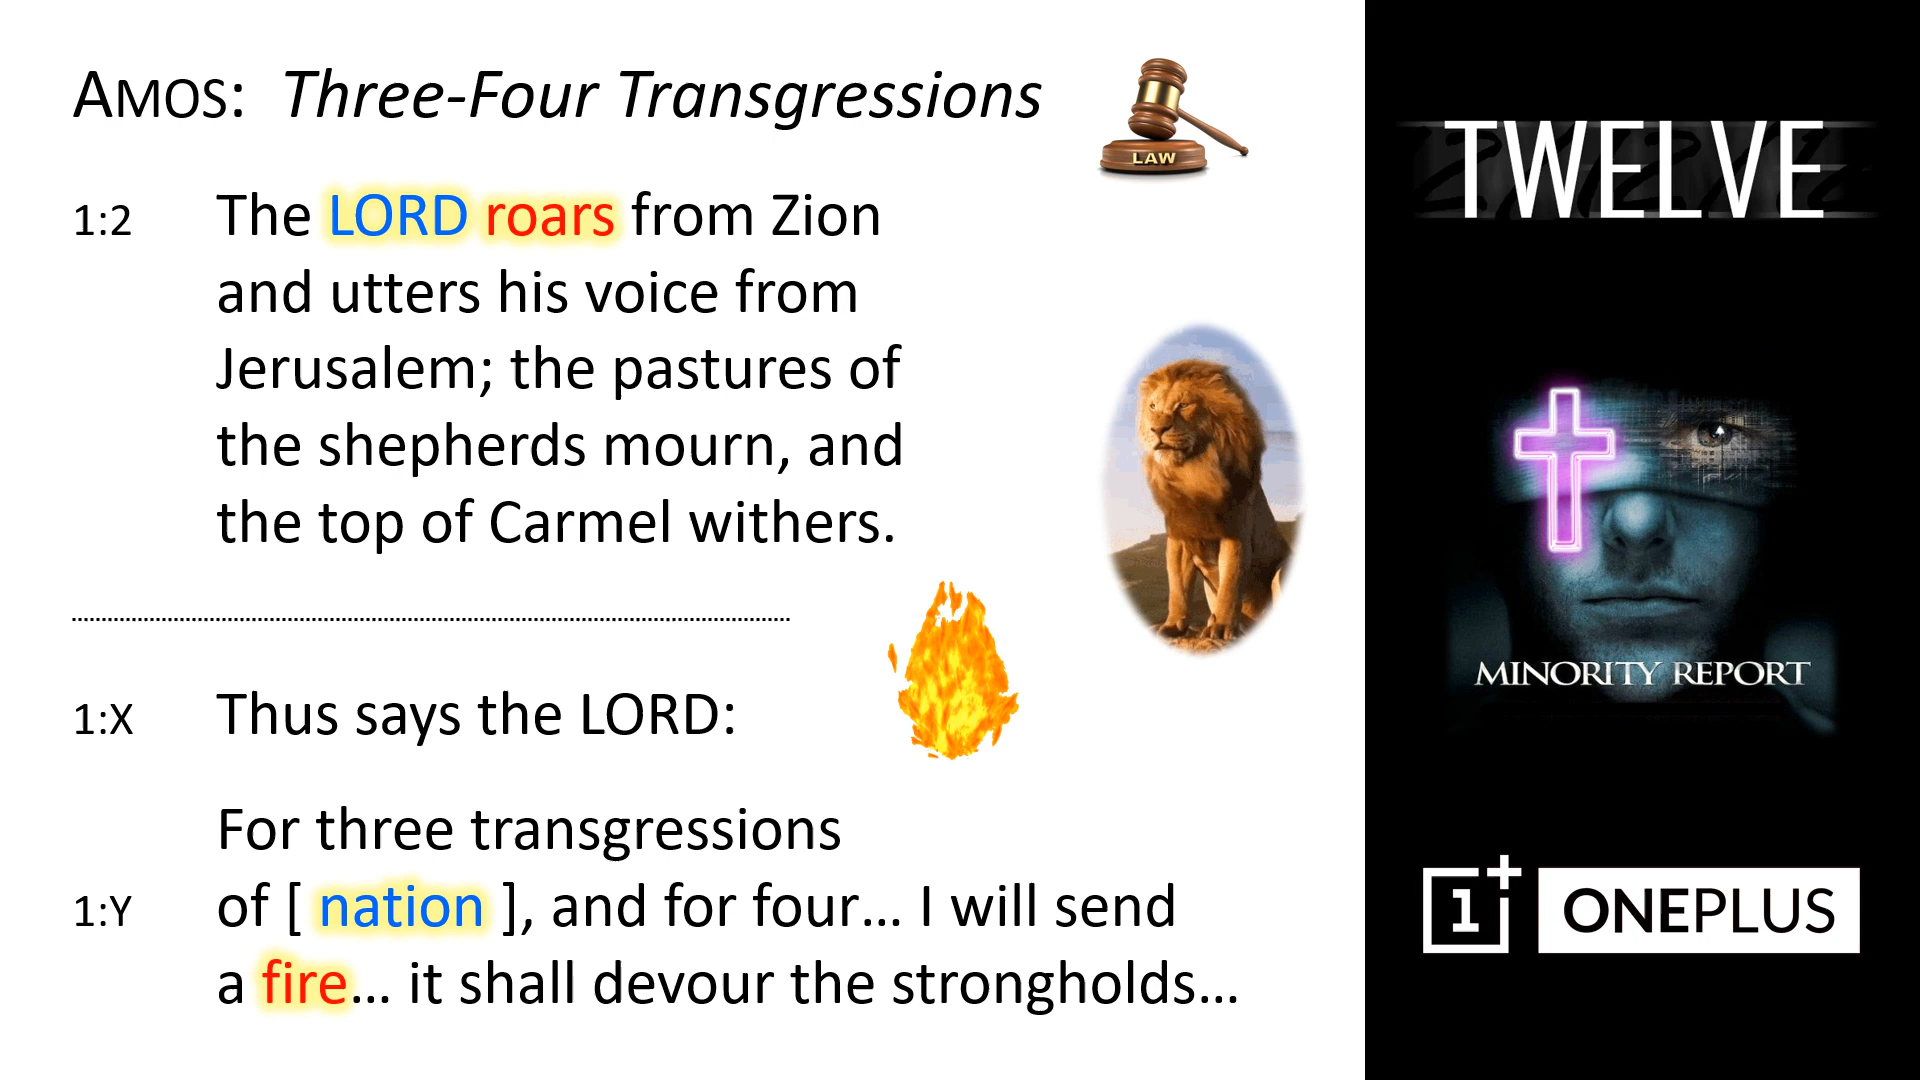 AMOS: Three-Four Transgressions
LAW
1:2 The LORD roars from Zion
and utters his voice from
Jerusalem; the pastures of
the shepherds mourn, and
the top of Carmel withers.
1:X Thus says the LORD:
For three transgressions
1:Y of [ nation ], and for four... I will send
a fire... it shall devour the strongholds...
TWELVE
MINORITY REPORT
1+ ONEPLUS